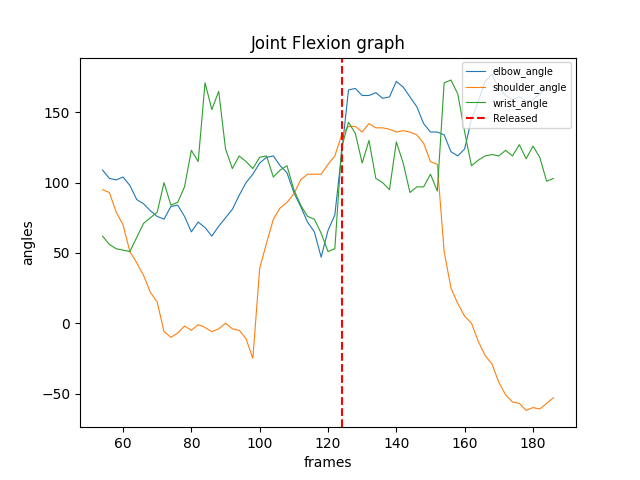 Joint Flexion graph
elbow_angle
shoulder_angle
wrist_angle
Released
angles
150
100
50
0
−50
60
80
100
120
140
160
180
frames